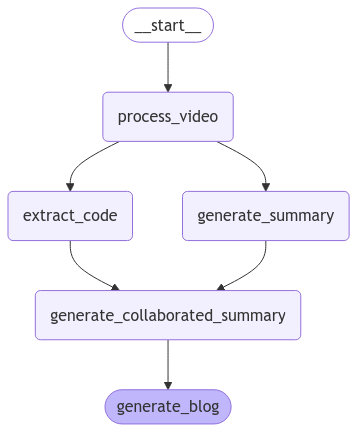 __start__
process_video
extract_code
generate_summary
generate_collaborated_summary
generate_blog